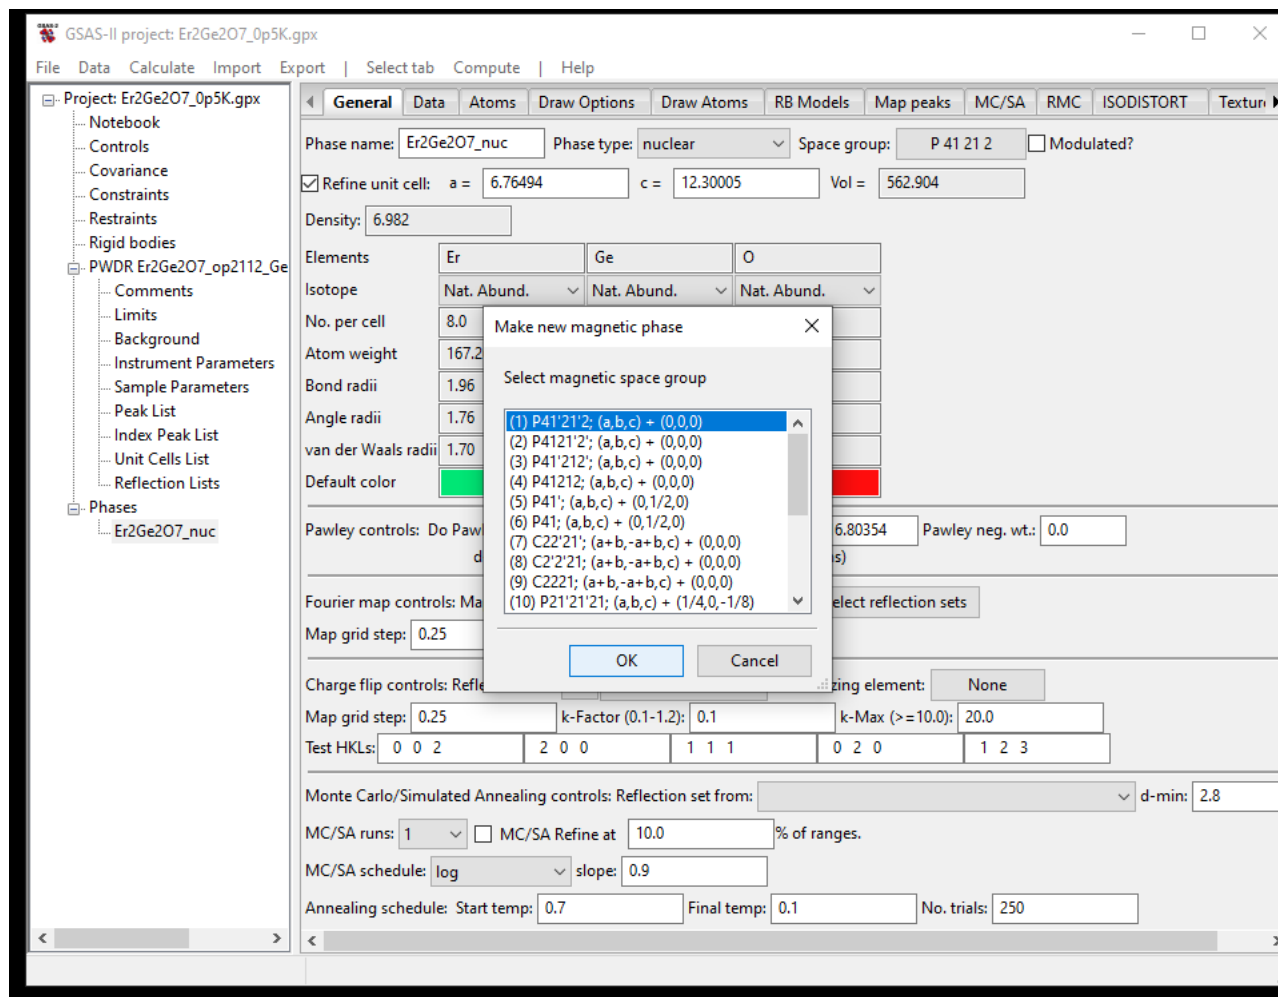 GSAS-II project: Er2Ge2O7_0p5K.gpx
File Data Calculate Import Export | Select tab Compute | Help
Project: Er2Ge2O7_0p5K.gpx
Notebook
Controls
Covariance
Constraints
Restraints
Rigid bodies
PWDR Er2Ge2O7_op2112_Ge
Comments
Limits
Background
Instrument Parameters
Sample Parameters
Peak List
Index Peak List
Unit Cells List
Reflection Lists
Phases
Er2Ge2O7_nuc
General Data Atoms Draw Options Draw Atoms RB Models Map peaks MC/SA RMC ISODISTORT Texture
Phase name: Er2Ge2O7_nuc Phase type: nuclear Space group: P 41 21 2 Modulated?
Refine unit cell: a = 6.76494 c = 12.30005 Vol = 562.904
Density: 6.982
Elements Er Ge O
Isotope Nat. Abund. Nat. Abund. Nat. Abund.
No. per cell 8.0
Atom weight 167.2
Bond radii 1.96
Angle radii 1.76
van der Waals radii 1.70
Default color
Make new magnetic phase
Select magnetic space group
(1) P41'21'2; (a,b,c) + (0,0,0)
(2) P4121'2'; (a,b,c) + (0,0,0)
(3) P41'212'; (a,b,c) + (0,0,0)
(4) P41212; (a,b,c) + (0,0,0)
(5) P41'; (a,b,c) + (0,1/2,0)
(6) P41; (a,b,c) + (0,1/2,0)
(7) C22'21'; (a+b,-a+b,c) + (0,0,0)
(8) C2'2'21; (a+b,-a+b,c) + (0,0,0)
(9) C2221; (a+b,-a+b,c) + (0,0,0)
(10) P21'21'21; (a,b,c) + (1/4,0,-1/8)
OK Cancel
Pawley controls: Do Pawl 6.80354 Pawley neg. wt.: 0.0
d s)
Fourier map controls: Ma elect reflection sets
Map grid step: 0.25
Charge flip controls: Refle zing element: None
Map grid step: 0.25 k-Factor (0.1-1.2): 0.1 k-Max (>=10.0): 20.0
Test HKLs: 0 0 2 2 0 0 1 1 1 0 2 0 1 2 3
Monte Carlo/Simulated Annealing controls: Reflection set from: d-min: 2.8
MC/SA runs: 1 MC/SA Refine at 10.0 % of ranges.
MC/SA schedule: log slope: 0.9
Annealing schedule: Start temp: 0.7 Final temp: 0.1 No. trials: 250